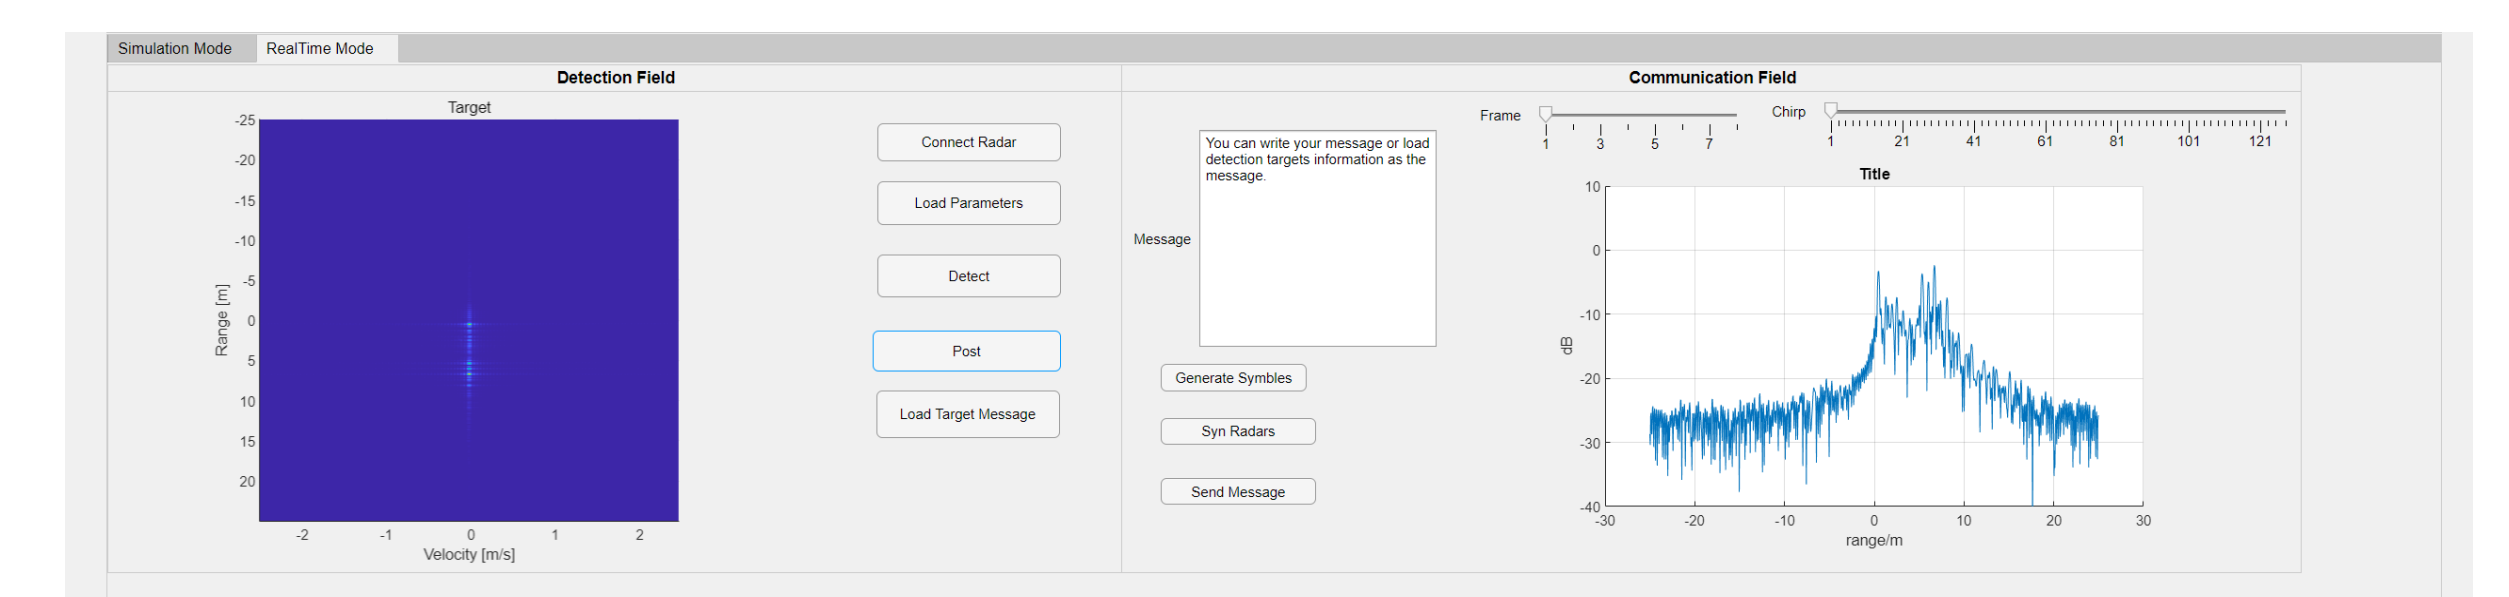 Simulation Mode
RealTime Mode
Detection Field
Target
-25
-20
-15
-10
-5
0
5
10
15
20
Range [m]
-2 -1 0 1 2
Velocity [m/s]
Connect Radar
Load Parameters
Detect
Post
Load Target Message
Communication Field
Message
You can write your message or load
detection targets information as the
message.
Generate Symbles
Syn Radars
Send Message
Frame
1 3 5 7
Chirp
1 21 41 61 81 101 121
Title
10
0
-10
-20
-30
-40
dB
-30 -20 -10 0 10 20 30
range/m